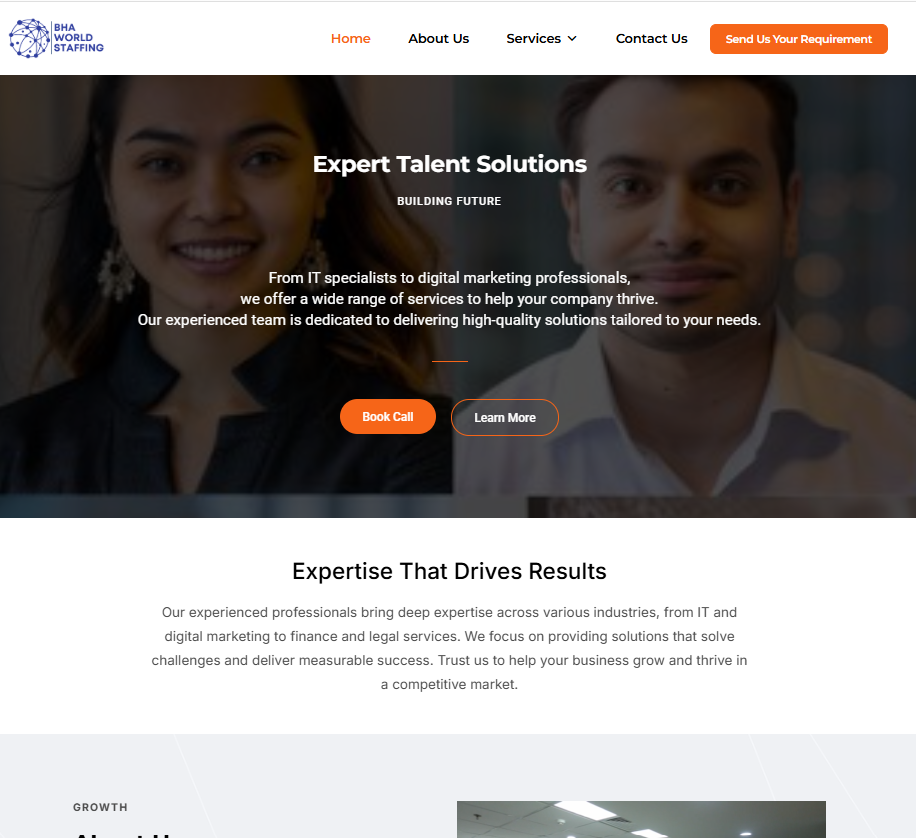 BHA
WORLD
STAFFING
Home
About Us
Services
Contact Us
Send Us Your Requirement
Expert Talent Solutions
BUILDING FUTURE
From IT specialists to digital marketing professionals,
we offer a wide range of services to help your company thrive.
Our experienced team is dedicated to delivering high-quality solutions tailored to your needs.
Book Call
Learn More
Expertise That Drives Results
Our experienced professionals bring deep expertise across various industries, from IT and
digital marketing to finance and legal services. We focus on providing solutions that solve
challenges and deliver measurable success. Trust us to help your business grow and thrive in
a competitive market.
GROWTH